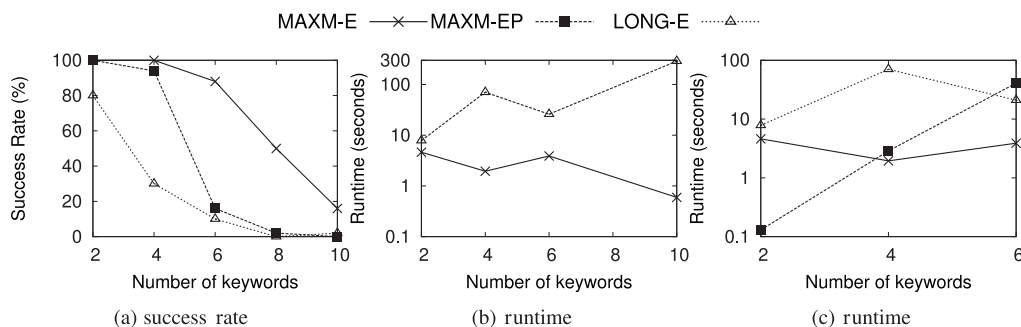 MAXM-E MAXM-EP LONG-E
100
80
60
40
20
0
Success Rate (%)
2 4 6 8 10
Number of keywords
(a) success rate
300
100
10
1
0.1
Runtime (seconds)
2 4 6 8 10
Number of keywords
(b) runtime
100
10
1
0.1
Runtime (seconds)
2 4 6
Number of keywords
(c) runtime